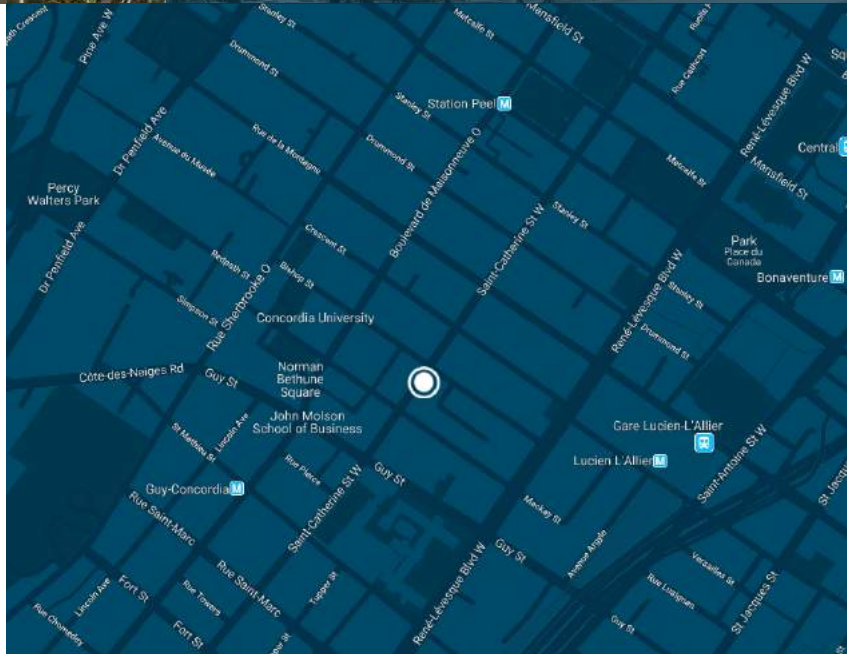 Stanley St
Metcalfe St
Mansfield St
Pine Ave W
Drummond St
Rue Cathcart
René-Lévesque Blvd W
Station Peel
M
Stanley St
Central
Dr Penfield Ave
Avenue du Musée
Rue de la Montagne
Drummond St
Boulevard de Maisonneuve O
Metcalfe St
Mansfield St
Percy
Walters Park
Stanley St
Saint-Catherine St W
Crescent St
Park
Place du
Canada
Bonaventure M
Dr Penfield Ave
Redpath St
Bishop St
Rue Sherbrooke O
Simpson St
Concordia University
René-Lévesque Blvd W
Stanley St
Drummond St
Côte-des-Neiges Rd
Guy St
Norman
Bethune
Square
John Molson
School of Business
St Mathieu St
Lincoln Ave
Gare Lucien-L'Allier
Lucien L'Allier M
Saint-Antoine St W
St Jacques
Guy-Concordia M
Rue Pierce
Guy St
Saint-Catherine St W
Rue Saint-Marc
Mackay St
Guy St
René-Lévesque Blvd W
Rue Saint-Marc
Tupper St
Rue Lusignan
Versailles St
St Jacques St
Fort St
Lincoln Ave
Rue Towers
Rue Chomedey
Fort St
Guy St